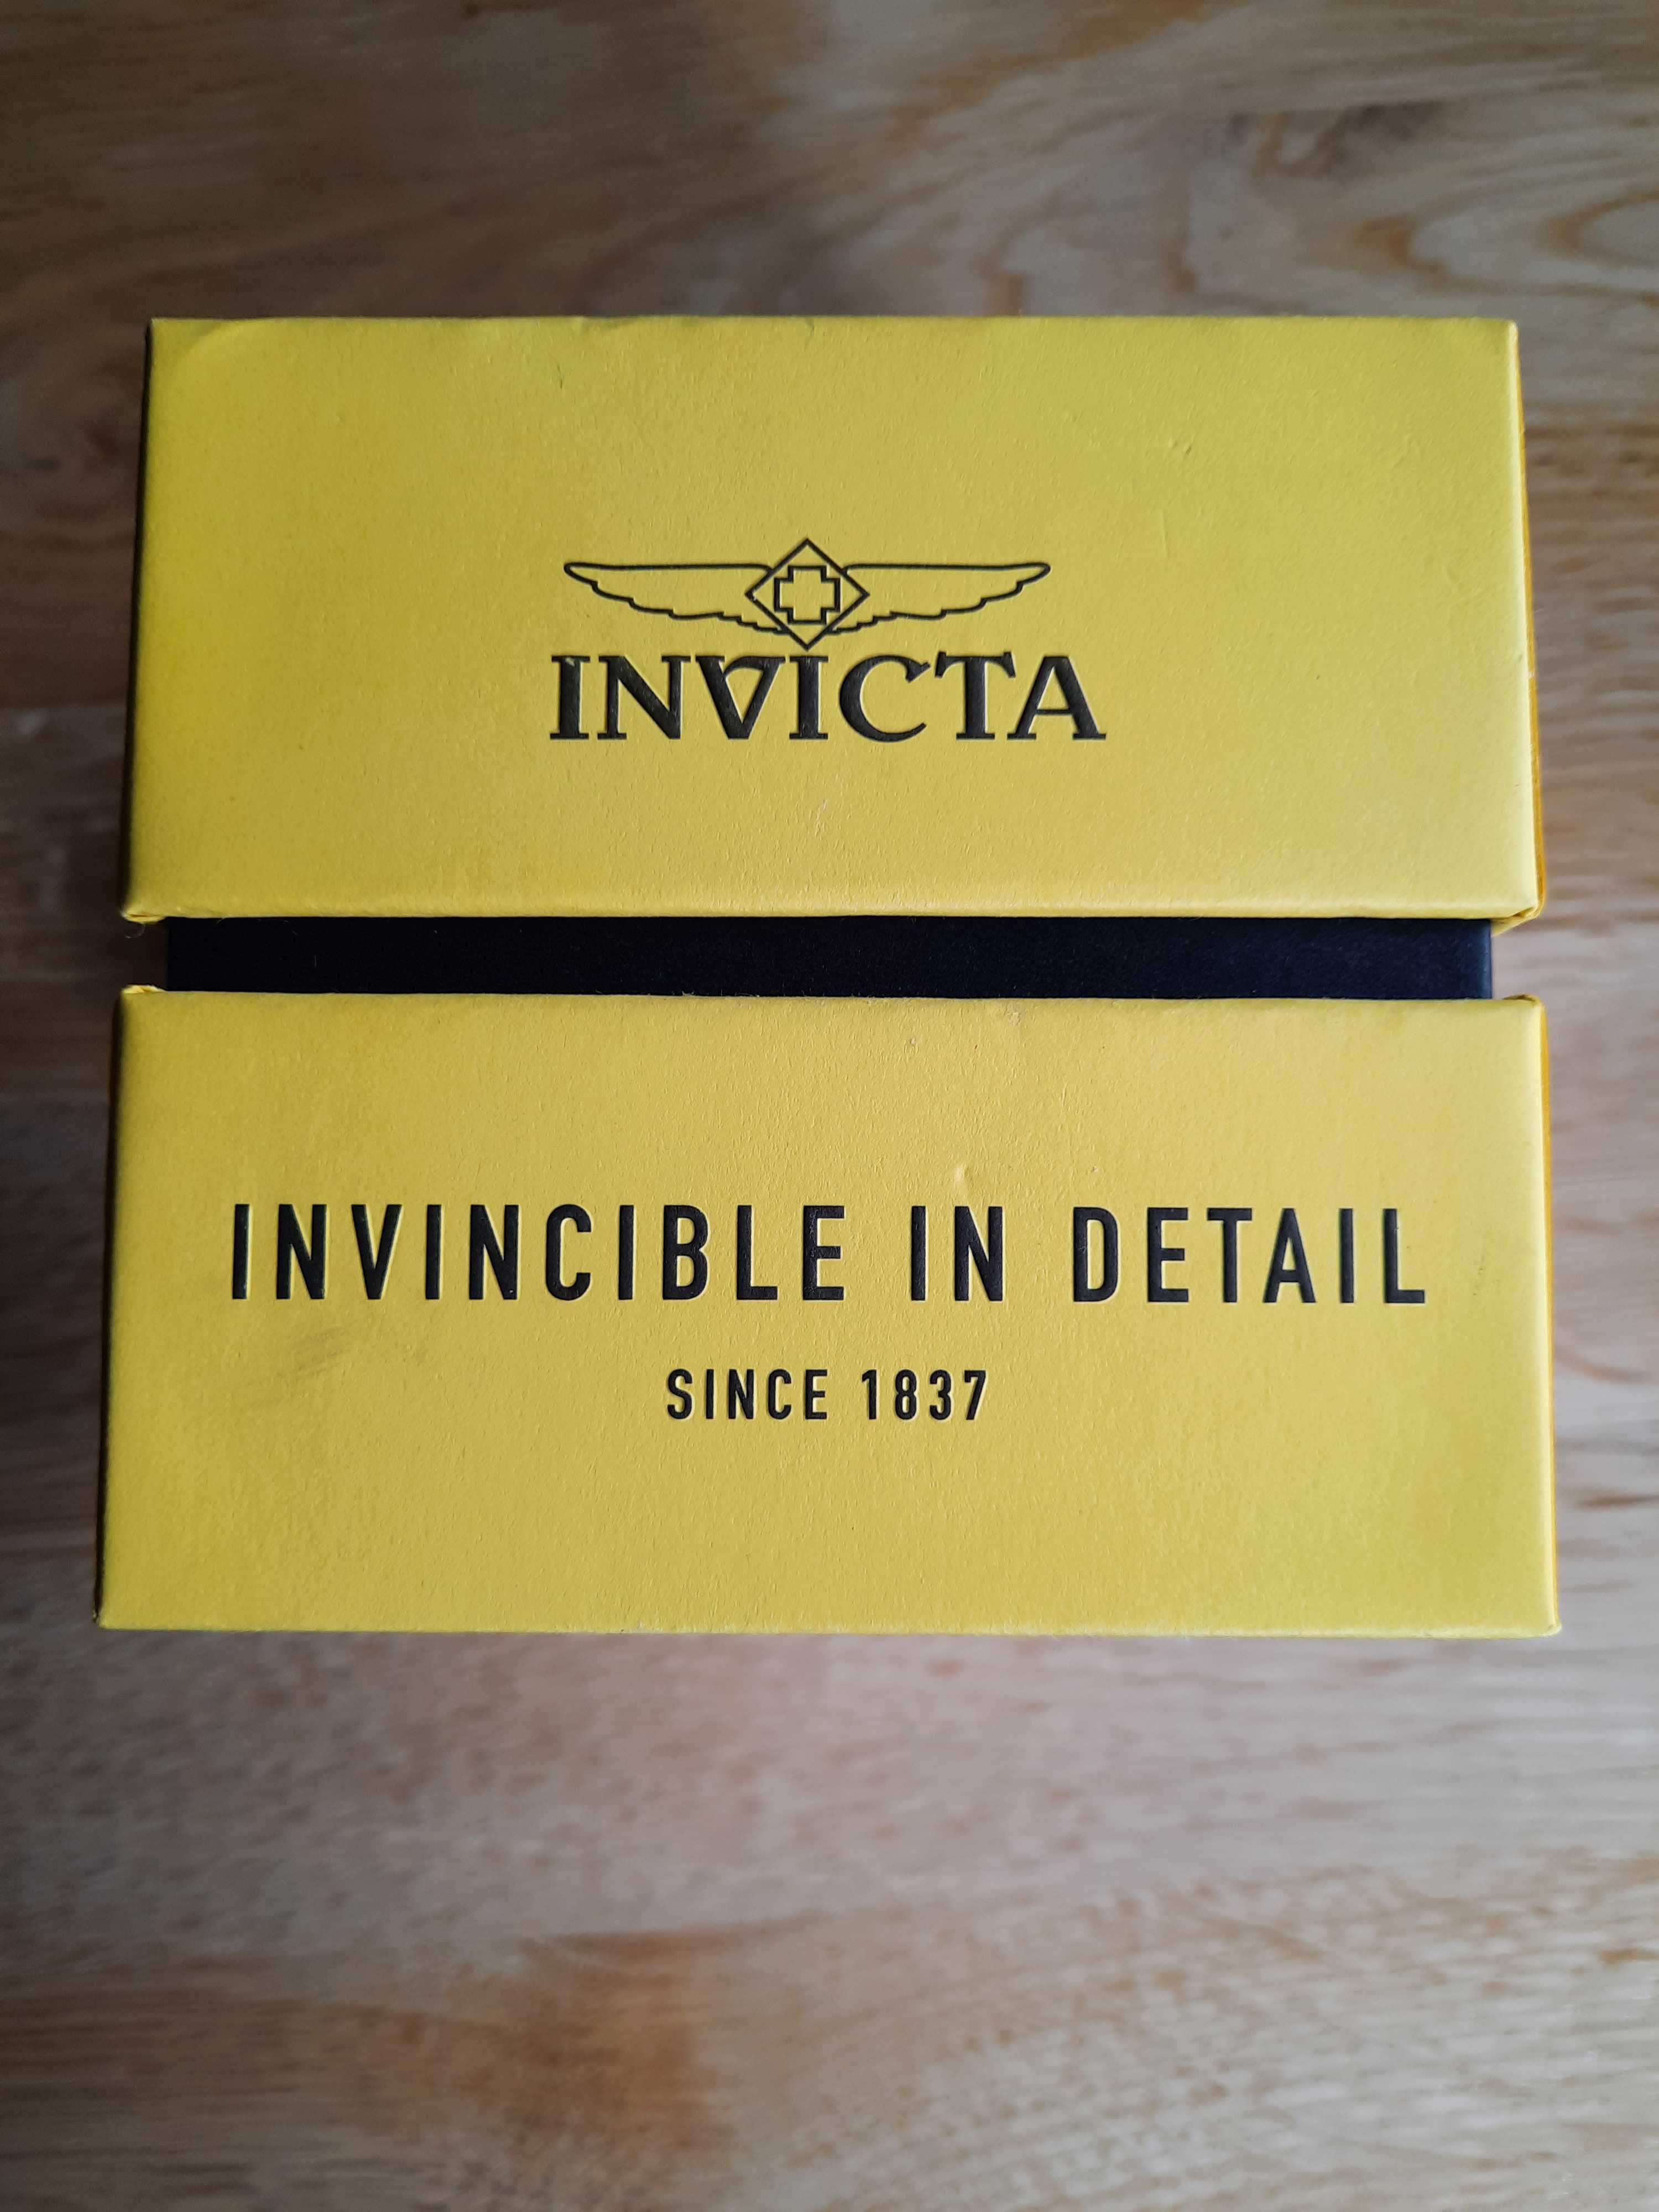 INVICTA
INVINCIBLE IN DETAIL
SINCE 1837